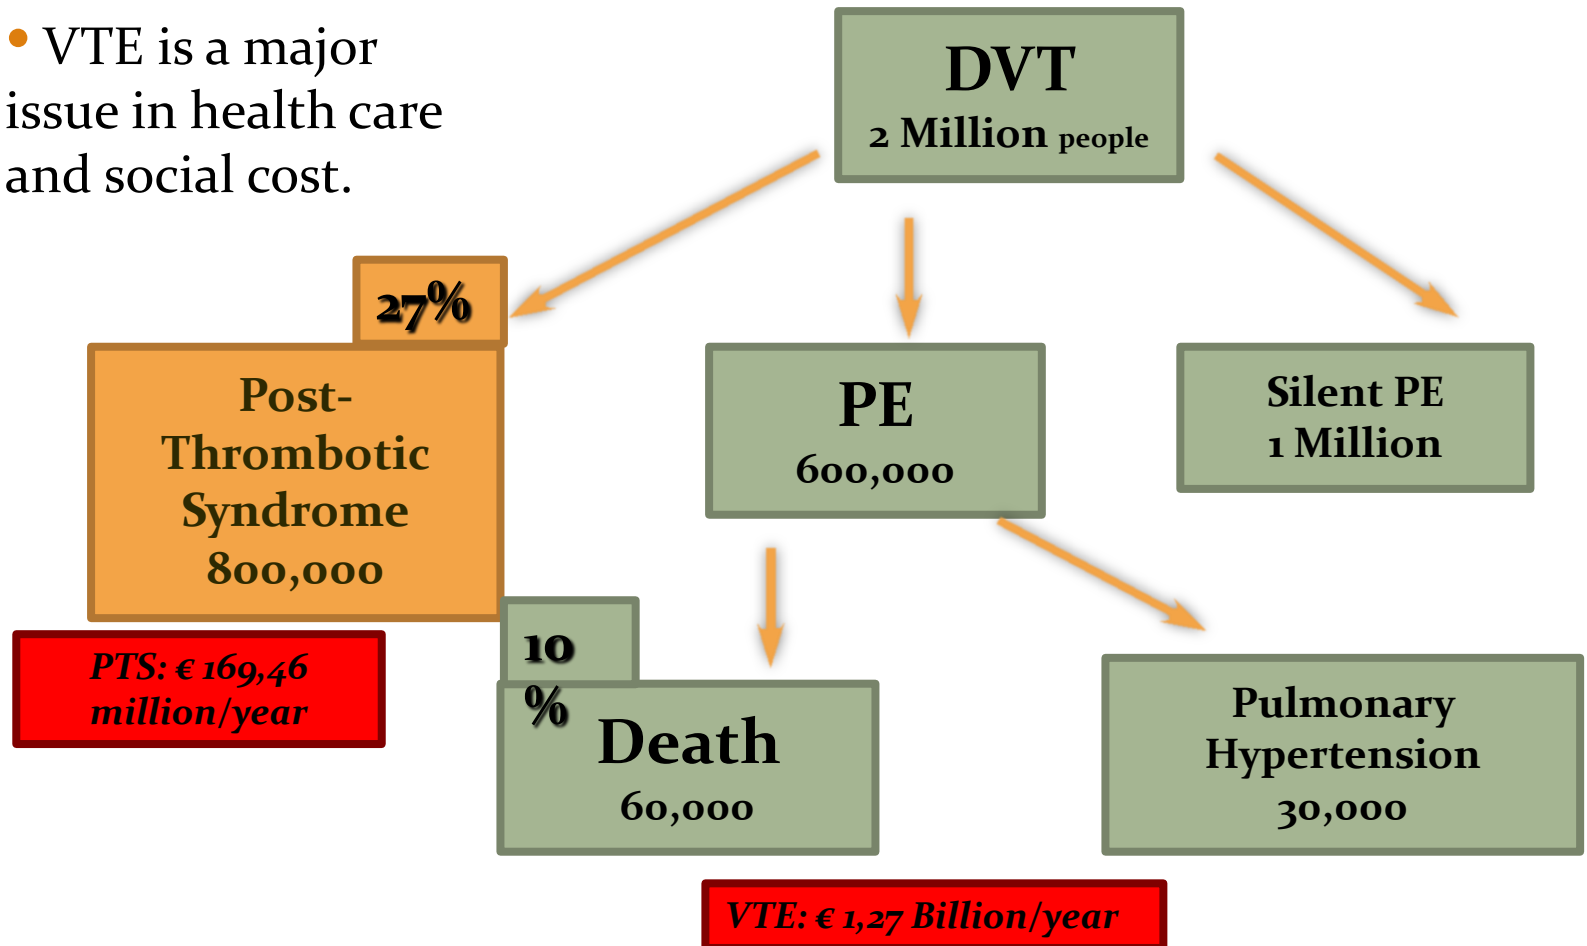 • VTE is a major
issue in health care
and social cost.
DVT
2 Million people
27%
Post-
Thrombotic
Syndrome
800,000
PE
600,000
Silent PE
1 Million
PTS: € 169,46
million/year
10
%
Death
60,000
Pulmonary
Hypertension
30,000
VTE: € 1,27 Billion/year